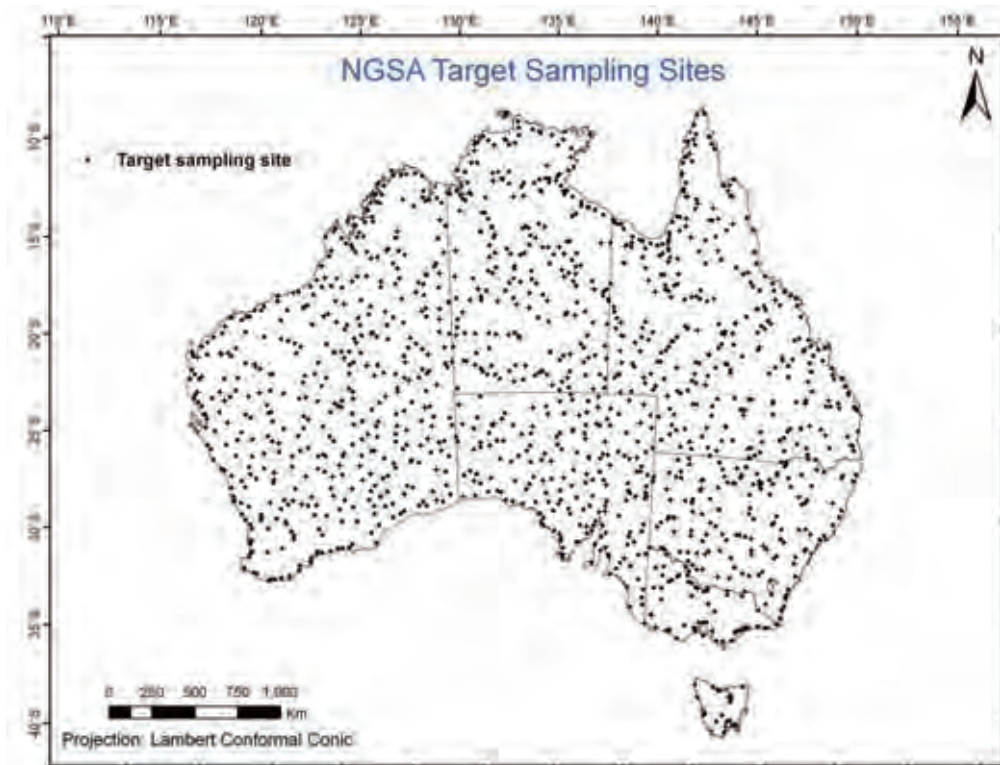 110°E 115°E 120°E 125°E 130°E 135°E 140°E 145°E 150°E 155°E
NGSA Target Sampling Sites
N
Target sampling site
10°S
15°S
20°S
25°S
30°S
35°S
40°S
0 250 500 750 1,000
Km
Projection: Lambert Conformal Conic